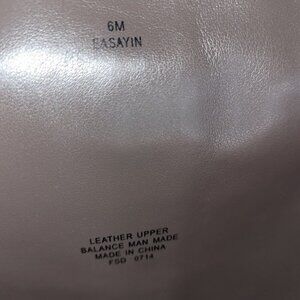 6M
EASAYIN
LEATHER UPPER
BALANCE MAN MADE
MADE IN CHINA
FSD 0714